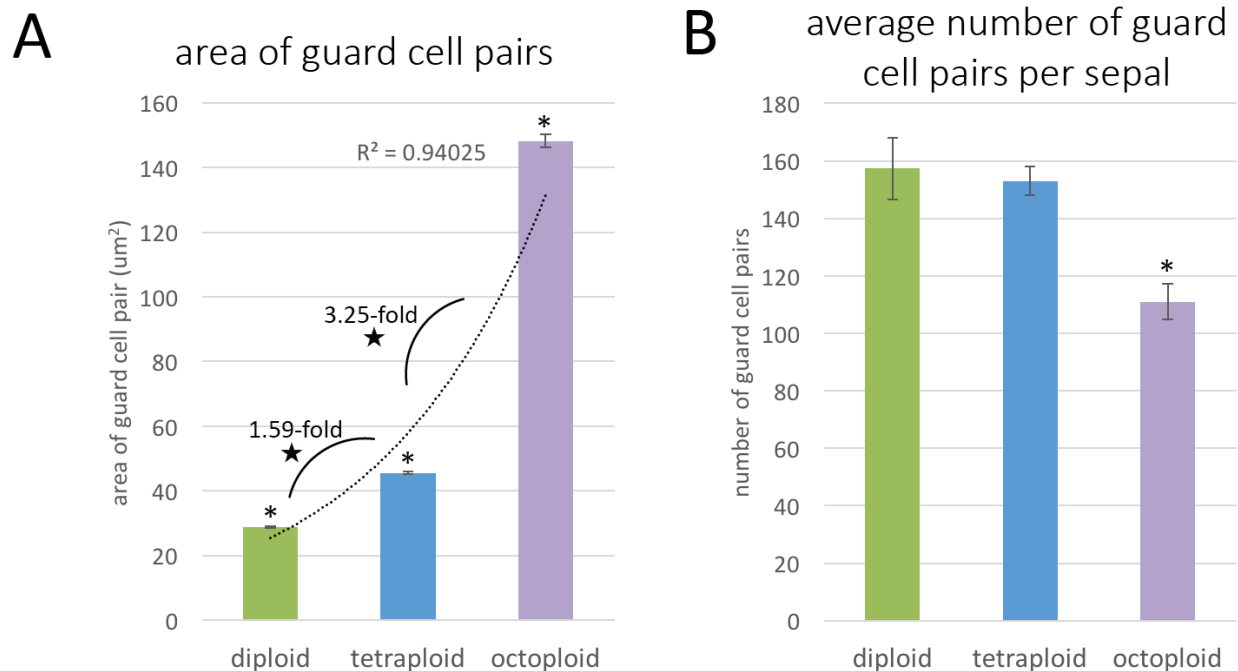 A
area of guard cell pairs
160
140
120
100
80
60
40
20
0
area of guard cell pair (um²)
R² = 0.94025
*
3.25-fold
★
1.59-fold
★
*
*
diploid
tetraploid
octoploid
B
average number of guard
cell pairs per sepal
180
160
140
120
100
80
60
40
20
0
number of guard cell pairs
*
diploid
tetraploid
octoploid